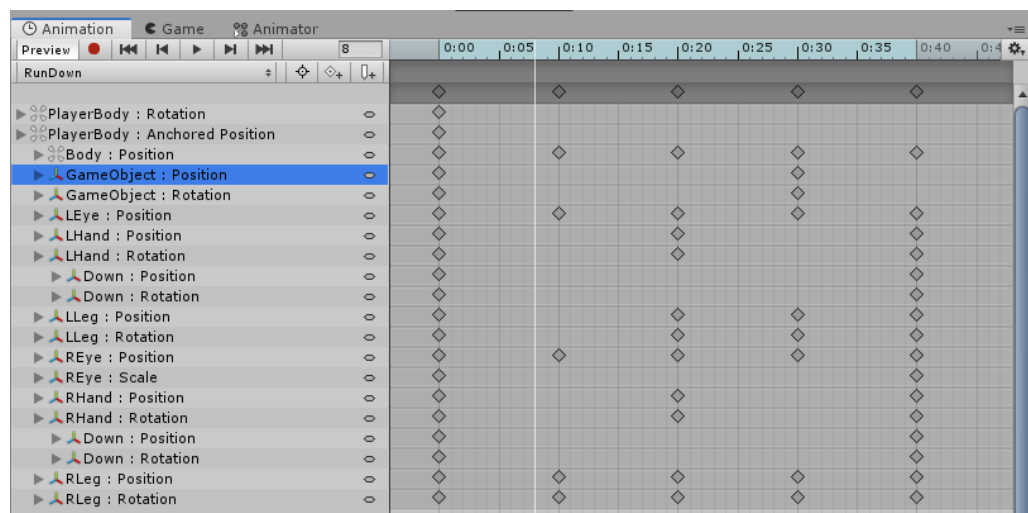 Animation Game Animator
Preview 8 0:00 0:05 0:10 0:15 0:20 0:25 0:30 0:35 0:40 0:4
RunDown
PlayerBody : Rotation
PlayerBody : Anchored Position
Body : Position
GameObject : Position
GameObject : Rotation
LEye : Position
LHand : Position
LHand : Rotation
Down : Position
Down : Rotation
LLeg : Position
LLeg : Rotation
REye : Position
REye : Scale
RHand : Position
RHand : Rotation
Down : Position
Down : Rotation
RLeg : Position
RLeg : Rotation